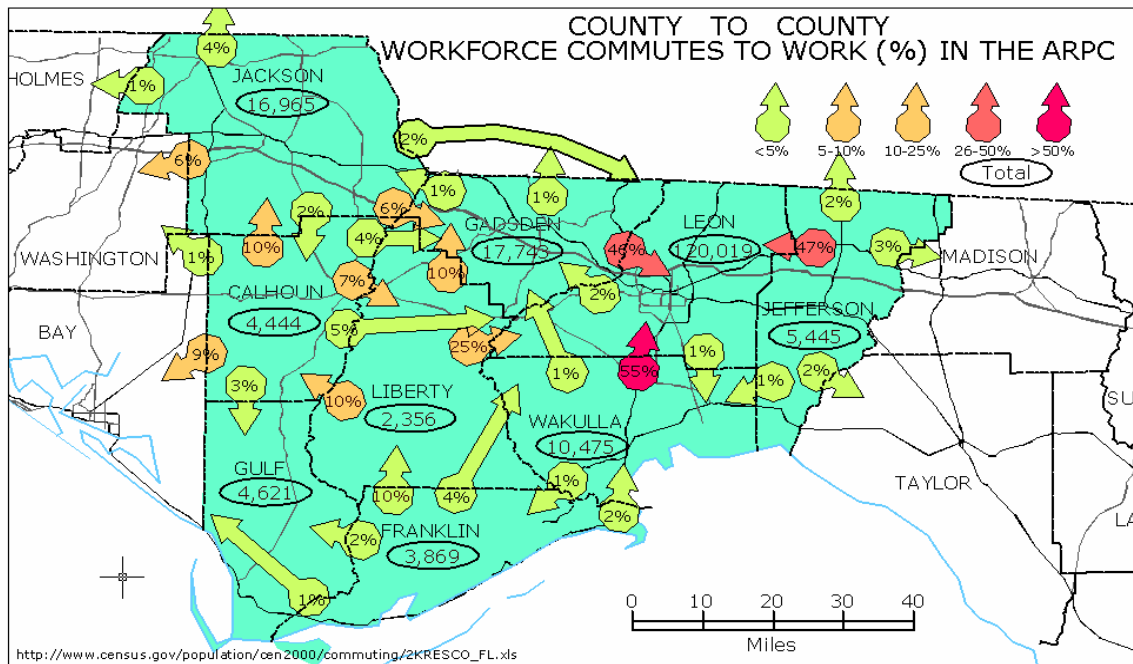 COUNTY TO COUNTY
WORKFORCE COMMUTES TO WORK (%) IN THE ARPC
4%
HOLMES
JACKSON
1%
16,965
<5%
5-10%
10-25%
26-50%
>50%
Total
2%
6%
1%
1%
2%
2%
6%
GADSDEN
LEON
10%
4%
17,743
46%
120,019
47%
3%
WASHINGTON
1%
MADISON
7%
10%
CALHOUN
2%
JEFFERSON
4,444
5%
5,445
BAY
9%
25%
1%
3%
1%
55%
1%
2%
10%
LIBERTY
2,356
WAKULLA
SU
10,475
GULF
4,621
10%
4%
1%
TAYLOR
2%
2%
FRANKLIN
3,869
LA
1%
0
10
20
30
40
Miles
http://www.census.gov/population/cen2000/commuting/2KRESCO_FL.xls